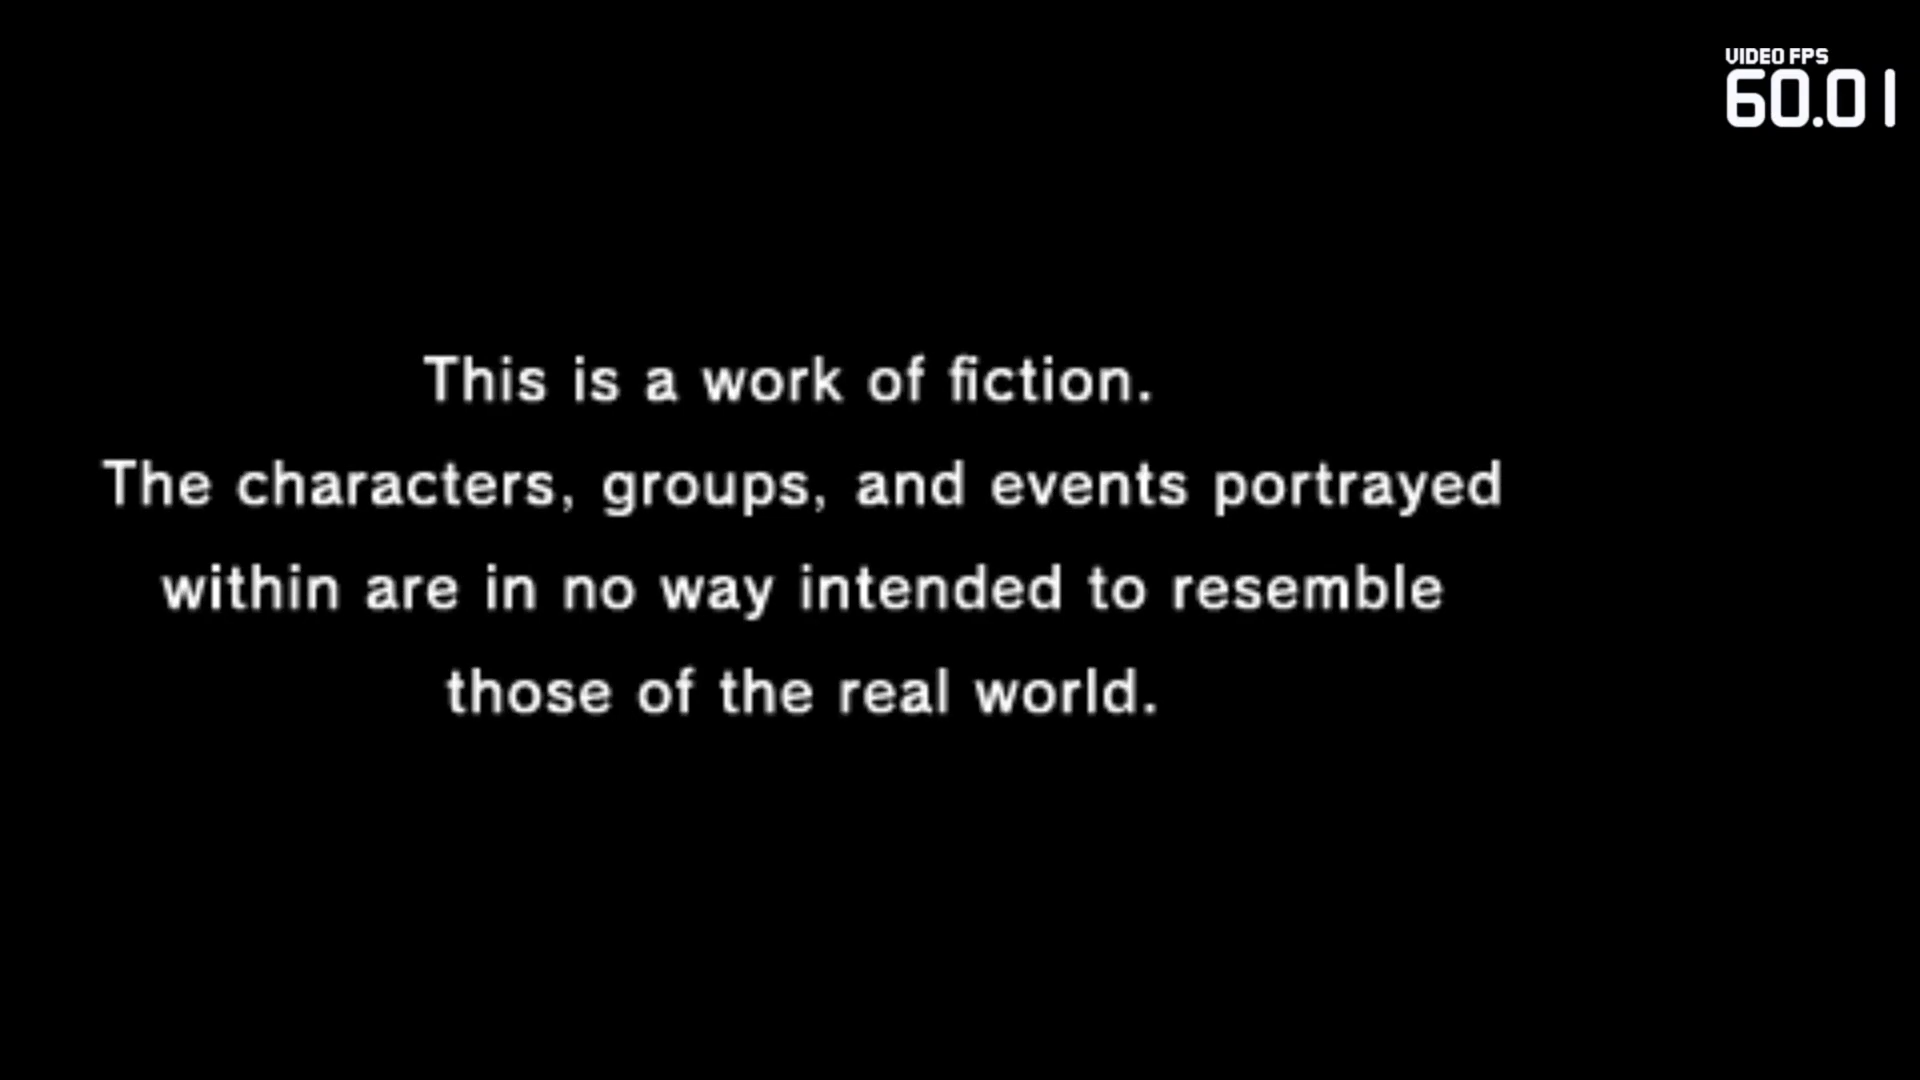 VIDEO FPS
60.01
This is a work of fiction.
The characters, groups, and events portrayed
within are in no way intended to resemble
those of the real world.